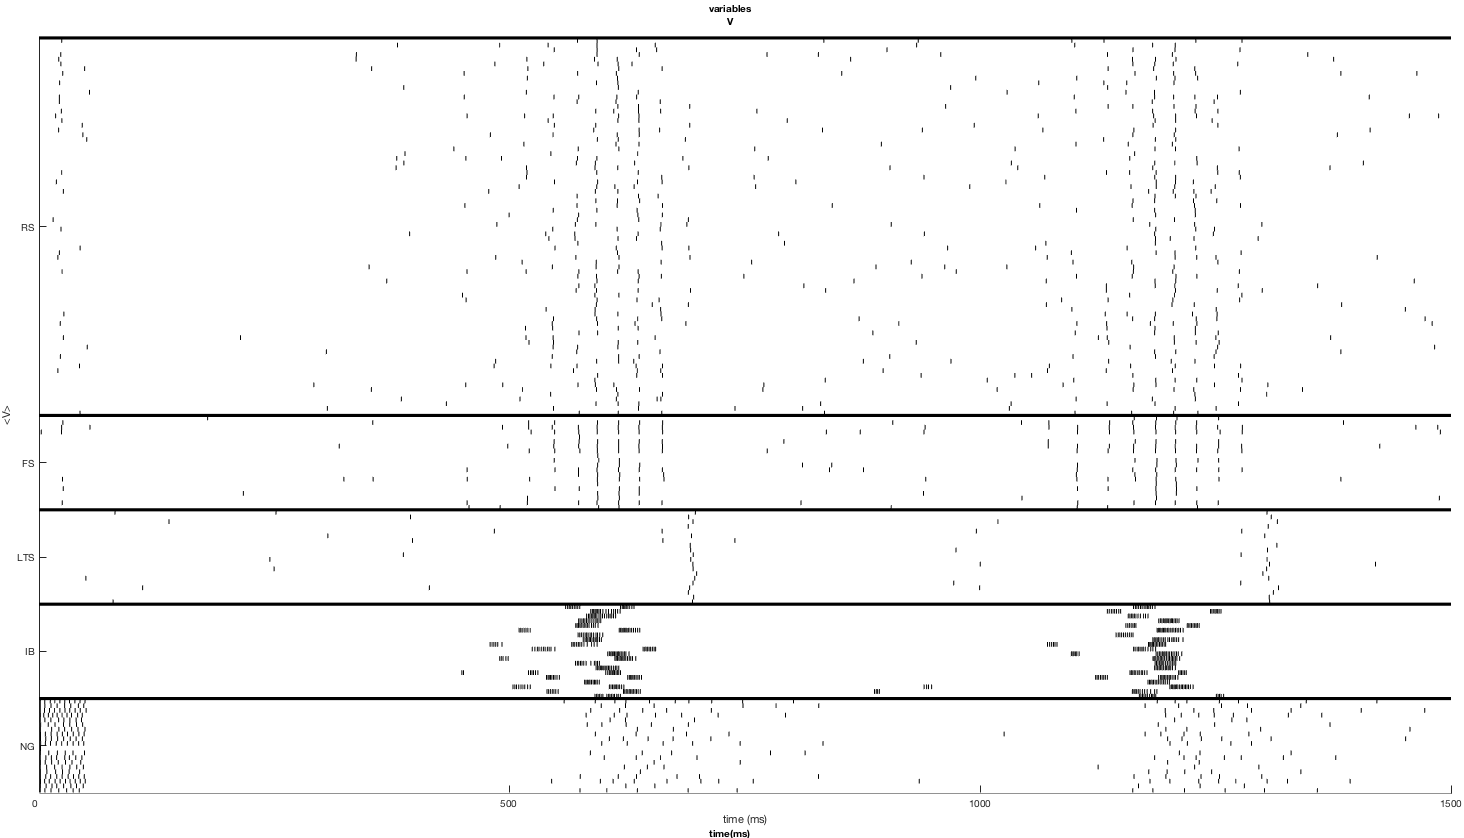 variables
V
RS
FS
<V>
LTS
IB
NG
0
500
1000
1500
time (ms)
time(ms)